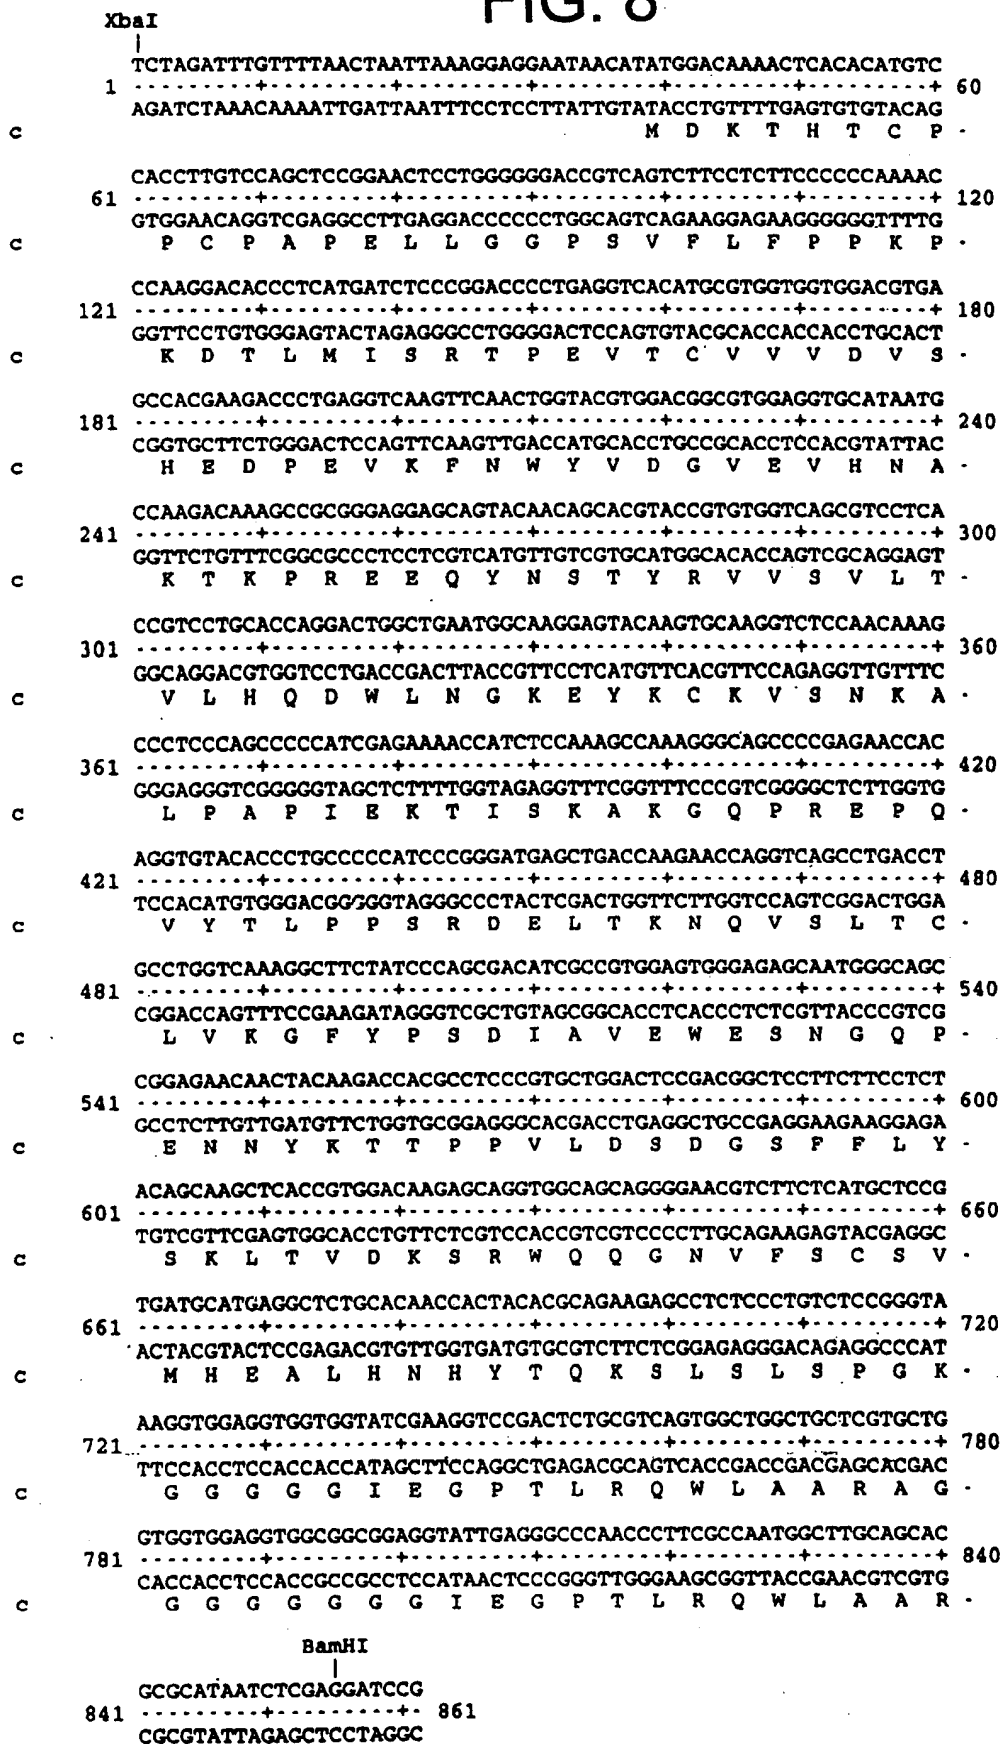 FIG. 8
XbaI
TCTAGATTTGTTTTAACTAATTAAAGGAGGAATAACATATGGACAAAACTCACACATGTC
1 ---------+---------+---------+---------+---------+---------+ 60
AGATCTAAACAAAATTGATTAATTTCCTCCTTATTGTATACCTGTTTTGAGTGTGTACAG
c M D K T H T C P -
CACCTTGTCCAGCTCCGGAACTCCTGGGGGGACCGTCAGTCTTCCTCTTCCCCCCAAAAC
61 ---------+---------+---------+---------+---------+---------+ 120
GTGGAACAGGTCGAGGCCTTGAGGACCCCCCTGGCAGTCAGAAGGAGAAGGGGGGTTTTG
c P C P A P E L L G G P S V F L F P P K P -
CCAAGGACACCCTCATGATCTCCCGGACCCCTGAGGTCACATGCGTGGTGGTGGACGTGA
121 ---------+---------+---------+---------+---------+---------+ 180
GGTTCCTGTGGGAGTACTAGAGGGCCTGGGGACTCCAGTGTACGCACCACCACCTGCACT
c K D T L M I S R T P E V T C V V V D V S -
GCCACGAAGACCCTGAGGTCAAGTTCAACTGGTACGTGGACGGCGTGGAGGTGCATAATG
181 ---------+---------+---------+---------+---------+---------+ 240
CGGTGCTTCTGGGACTCCAGTTCAAGTTGACCATGCACCTGCCGCACCTCCACGTATTAC
c H E D P E V K F N W Y V D G V E V H N A -
CCAAGACAAAGCCGCGGGAGGAGCAGTACAACAGCACGTACCGTGTGGTCAGCGTCCTCA
241 ---------+---------+---------+---------+---------+---------+ 300
GGTTCTGTTTCGGCGCCCTCCTCGTCATGTTGTCGTGCATGGCACACCAGTCGCAGGAGT
c K T K P R E E Q Y N S T Y R V V S V L T -
CCGTCCTGCACCAGGACTGGCTGAATGGCAAGGAGTACAAGTGCAAGGTCTCCAACAAAG
301 ---------+---------+---------+---------+---------+---------+ 360
GGCAGGACGTGGTCCTGACCGACTTACCGTTCCTCATGTTCACGTTCCAGAGGTTGTTTC
c V L H Q D W L N G K E Y K C K V S N K A -
CCCTCCCAGCCCCCATCGAGAAAACCATCTCCAAAGCCAAAGGGCAGCCCCGAGAACCAC
361 ---------+---------+---------+---------+---------+---------+ 420
GGGAGGGTCGGGGGTAGCTCTTTTGGTAGAGGTTTCGGTTTCCCGTCGGGGCTCTTGGTG
c L P A P I E K T I S K A K G Q P R E P Q -
AGGTGTACACCCTGCCCCCATCCCGGGATGAGCTGACCAAGAACCAGGTCAGCCTGACCT
421 ---------+---------+---------+---------+---------+---------+ 480
TCCACATGTGGGACGGGGGTAGGGCCCTACTCGACTGGTTCTTGGTCCAGTCGGACTGGA
c V Y T L P P S R D E L T K N Q V S L T C -
GCCTGGTCAAAGGCTTCTATCCCAGCGACATCGCCGTGGAGTGGGAGAGCAATGGGCAGC
481 ---------+---------+---------+---------+---------+---------+ 540
CGGACCAGTTTCCGAAGATAGGGTCGCTGTAGCGGCACCTCACCCTCTCGTTACCCGTCG
c L V K G F Y P S D I A V E W E S N G Q P -
CGGAGAACAACTACAAGACCACGCCTCCCGTGCTGGACTCCGACGGCTCCTTCTTCCTCT
541 ---------+---------+---------+---------+---------+---------+ 600
GCCTCTTGTTGATGTTCTGGTGCGGAGGGCACGACCTGAGGCTGCCGAGGAAGAAGGAGA
c E N N Y K T T P P V L D S D G S F F L Y -
ACAGCAAGCTCACCGTGGACAAGAGCAGGTGGCAGCAGGGGAACGTCTTCTCATGCTCCG
601 ---------+---------+---------+---------+---------+---------+ 660
TGTCGTTCGAGTGGCACCTGTTCTCGTCCACCGTCGTCCCCTTGCAGAAGAGTACGAGGC
c S K L T V D K S R W Q Q G N V F S C S V -
TGATGCATGAGGCTCTGCACAACCACTACACGCAGAAGAGCCTCTCCCTGTCTCCGGGTA
661 ---------+---------+---------+---------+---------+---------+ 720
ACTACGTACTCCGAGACGTGTTGGTGATGTGCGTCTTCTCGGAGAGGGACAGAGGCCCAT
c M H E A L H N H Y T Q K S L S L S P G K -
AAGGTGGAGGTGGTGGTATCGAAGGTCCGACTCTGCGTCAGTGGCTGGCTGCTCGTGCTG
721 ---------+---------+---------+---------+---------+---------+ 780
TTCCACCTCCACCACCATAGCTTCCAGGCTGAGACGCAGTCACCGACCGACGAGCACGAC
c G G G G G I E G P T L R Q W L A A R A G -
GTGGTGGAGGTGGCGGCGGAGGTATTGAGGGCCCAACCCTTCGCCAATGGCTTGCAGCAC
781 ---------+---------+---------+---------+---------+---------+ 840
CACCACCTCCACCGCCGCCTCCATAACTCCCGGGTTGGGAAGCGGTTACCGAACGTCGTG
c G G G G G G G I E G P T L R Q W L A A R -
BamHI
GCGCATAATCTCGAGGATCCG
841 ---------+---------+- 861
CGCGTATTAGAGCTCCTAGGC